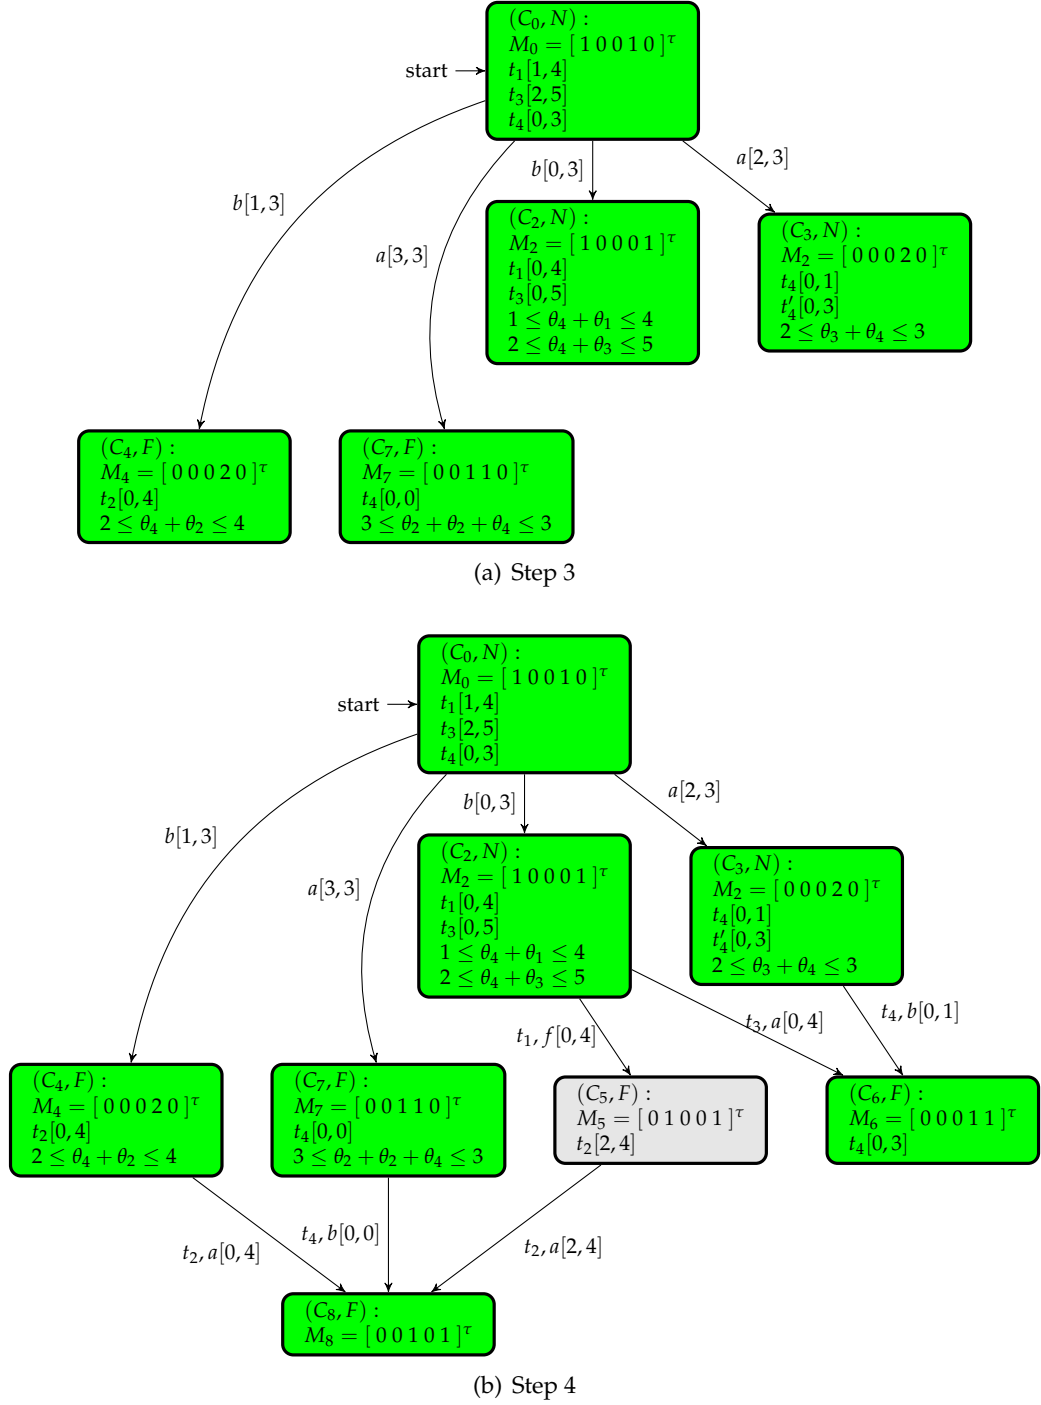 (C₀, N) :
M₀ = [ 1 0 0 1 0 ]^τ
start
t₁[1, 4]
t₃[2, 5]
t₄[0, 3]
b[1, 3]
a[3, 3]
b[0, 3]
a[2, 3]
(C₂, N) :
M₂ = [ 1 0 0 0 1 ]^τ
t₁[0, 4]
t₃[0, 5]
1 ≤ θ₄ + θ₁ ≤ 4
2 ≤ θ₄ + θ₃ ≤ 5
(C₃, N) :
M₂ = [ 0 0 0 2 0 ]^τ
t₄[0, 1]
t′₄[0, 3]
2 ≤ θ₃ + θ₄ ≤ 3
(C₄, F) :
M₄ = [ 0 0 0 2 0 ]^τ
t₂[0, 4]
2 ≤ θ₄ + θ₂ ≤ 4
(C₇, F) :
M₇ = [ 0 0 1 1 0 ]^τ
t₄[0, 0]
3 ≤ θ₂ + θ₂ + θ₄ ≤ 3
(a) Step 3
(C₀, N) :
M₀ = [ 1 0 0 1 0 ]^τ
start
t₁[1, 4]
t₃[2, 5]
t₄[0, 3]
b[1, 3]
a[3, 3]
b[0, 3]
a[2, 3]
(C₂, N) :
M₂ = [ 1 0 0 0 1 ]^τ
t₁[0, 4]
t₃[0, 5]
1 ≤ θ₄ + θ₁ ≤ 4
2 ≤ θ₄ + θ₃ ≤ 5
(C₃, N) :
M₂ = [ 0 0 0 2 0 ]^τ
t₄[0, 1]
t′₄[0, 3]
2 ≤ θ₃ + θ₄ ≤ 3
t₁, f[0, 4]
t₃, a[0, 4]
t₄, b[0, 1]
(C₄, F) :
M₄ = [ 0 0 0 2 0 ]^τ
t₂[0, 4]
2 ≤ θ₄ + θ₂ ≤ 4
(C₇, F) :
M₇ = [ 0 0 1 1 0 ]^τ
t₄[0, 0]
3 ≤ θ₂ + θ₂ + θ₄ ≤ 3
(C₅, F) :
M₅ = [ 0 1 0 0 1 ]^τ
t₂[2, 4]
(C₆, F) :
M₆ = [ 0 0 0 1 1 ]^τ
t₄[0, 3]
t₂, a[0, 4]
t₄, b[0, 0]
t₂, a[2, 4]
(C₈, F) :
M₈ = [ 0 0 1 0 1 ]^τ
(b) Step 4